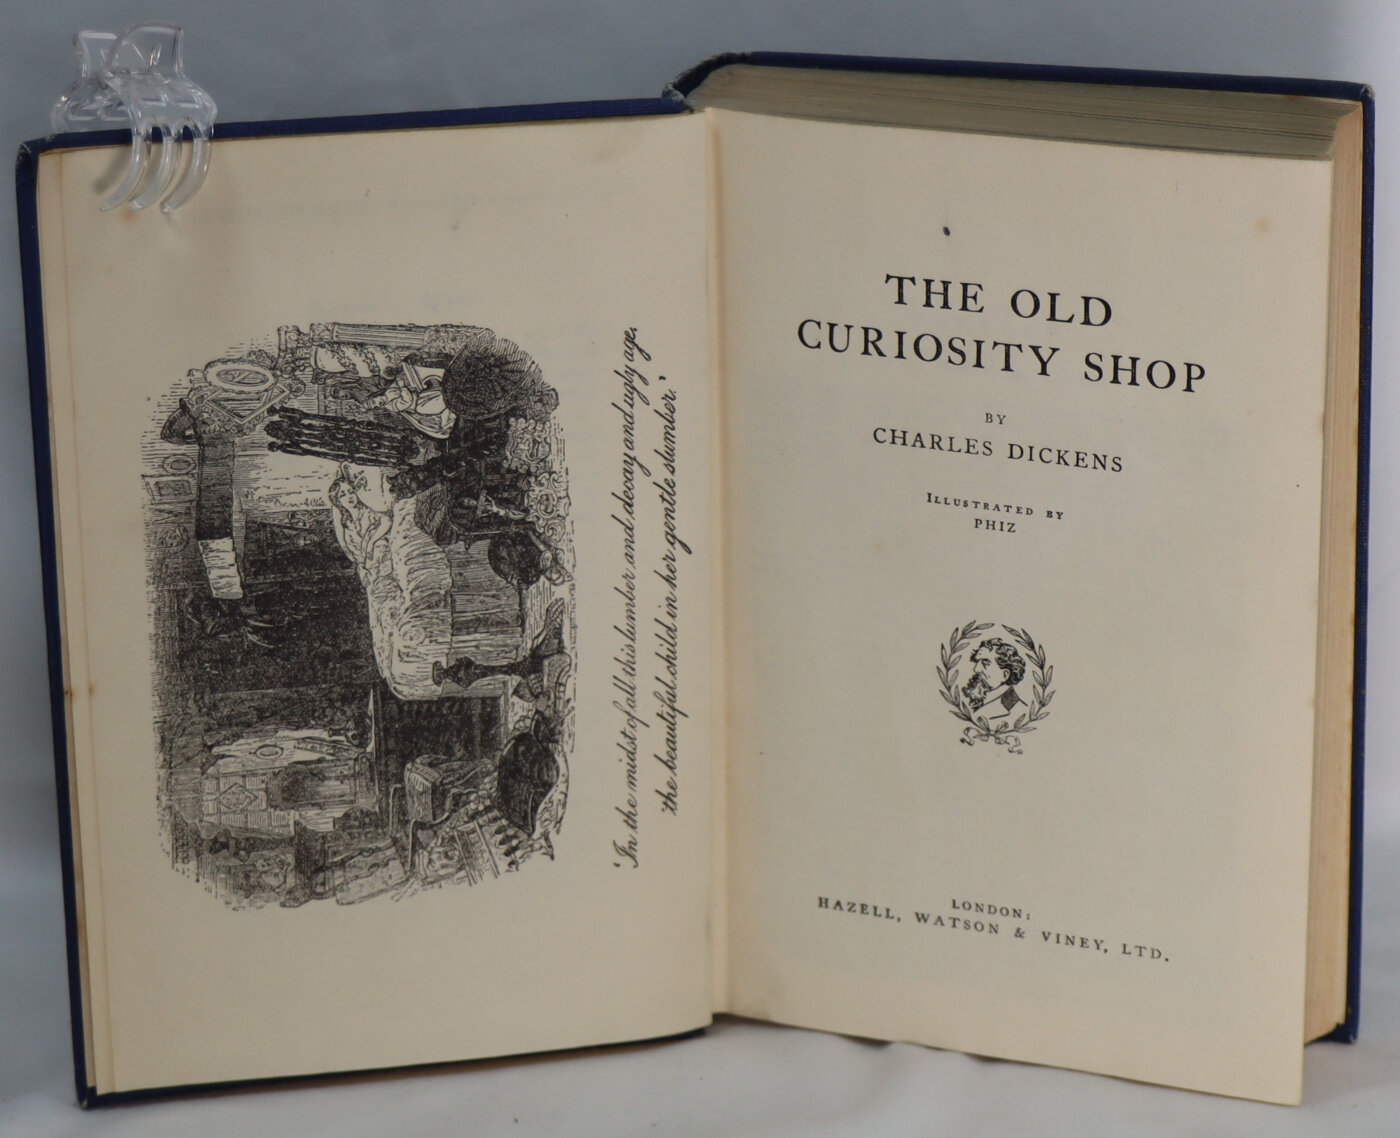 'In the midst of all this lumber and decay and ugly age,
the beautiful child in her gentle slumber.'
THE OLD
CURIOSITY SHOP
BY
CHARLES DICKENS
ILLUSTRATED BY
PHIZ
LONDON:
HAZELL, WATSON & VINEY, LTD.